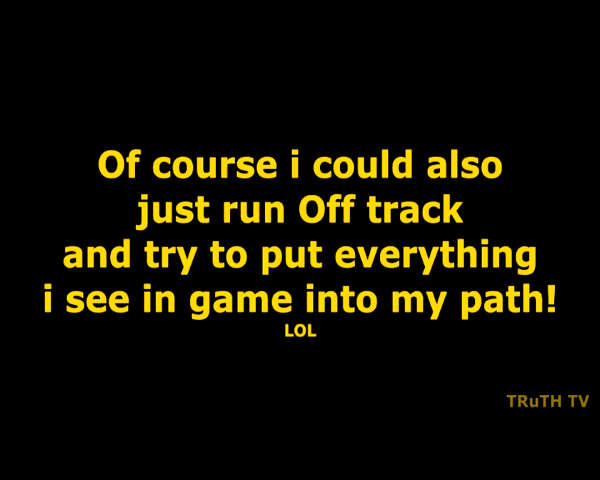 Of course i could also
just run Off track
and try to put everything
i see in game into my path!
LOL
TRuTH TV